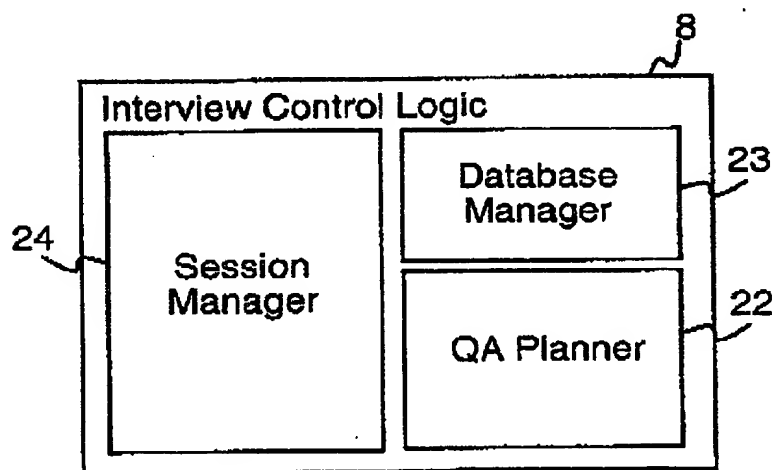 8
Interview Control Logic
Database
Manager
23
24
Session
Manager
22
QA Planner